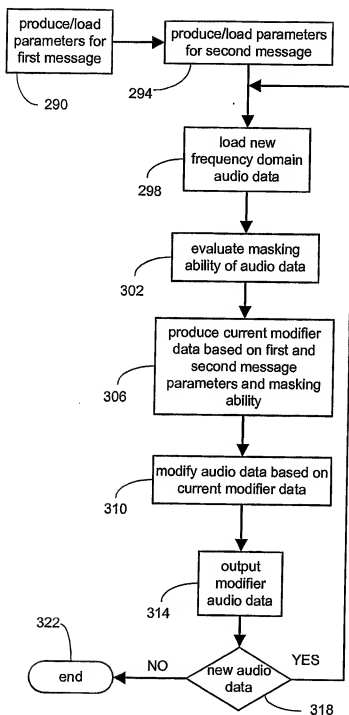 produce/load
parameters for
first message
290
produce/load parameters
for second message
294
load new
frequency domain
audio data
298
evaluate masking
ability of audio data
302
produce current modifier
data based on first and
second message
parameters and masking
ability
306
modify audio data based on
current modifier data
310
output
modifier
audio data
314
322
end
NO
new audio
data
YES
318